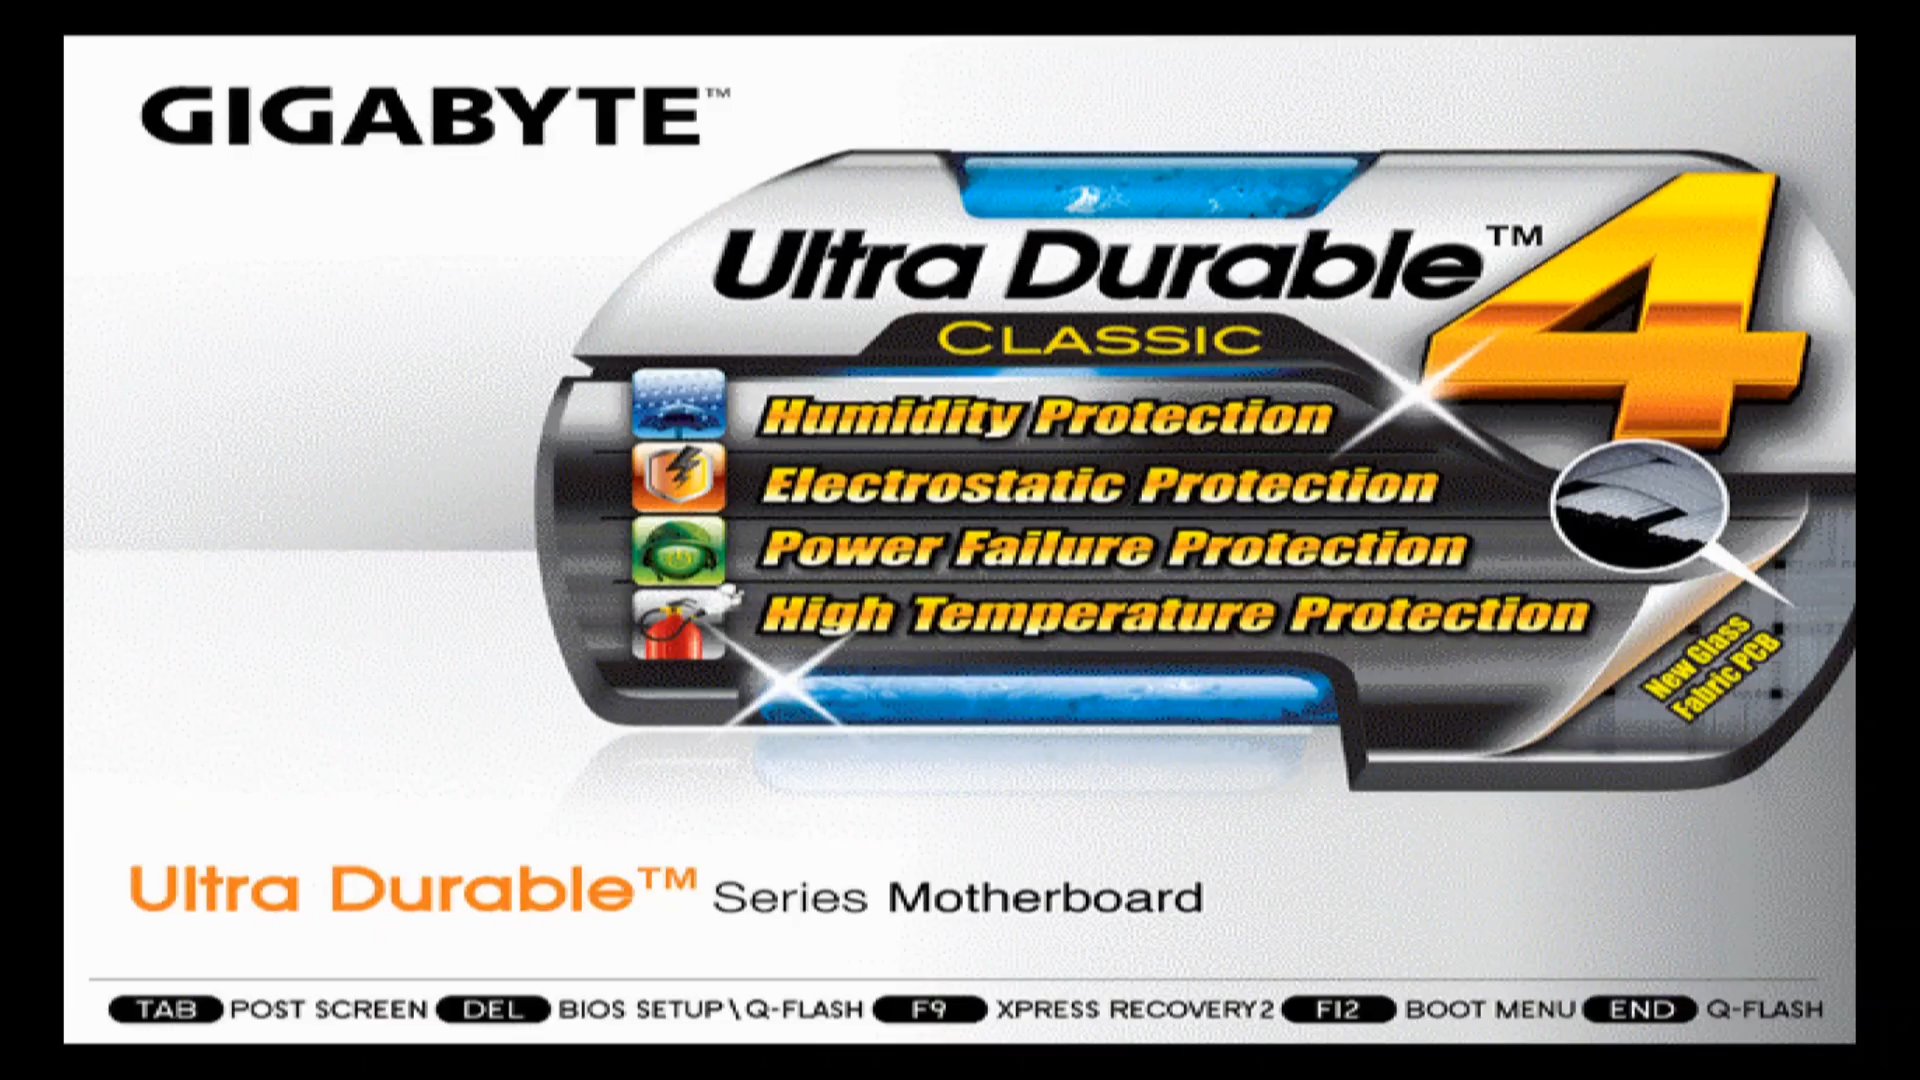 GIGABYTE™
Ultra Durable™ 4
CLASSIC
Humidity Protection
Electrostatic Protection
Power Failure Protection
High Temperature Protection
New Glass
Fabric PCB
Ultra Durable™ Series Motherboard
TAB POST SCREEN DEL BIOS SETUP\Q-FLASH F9 XPRESS RECOVERY2 F12 BOOT MENU END Q-FLASH